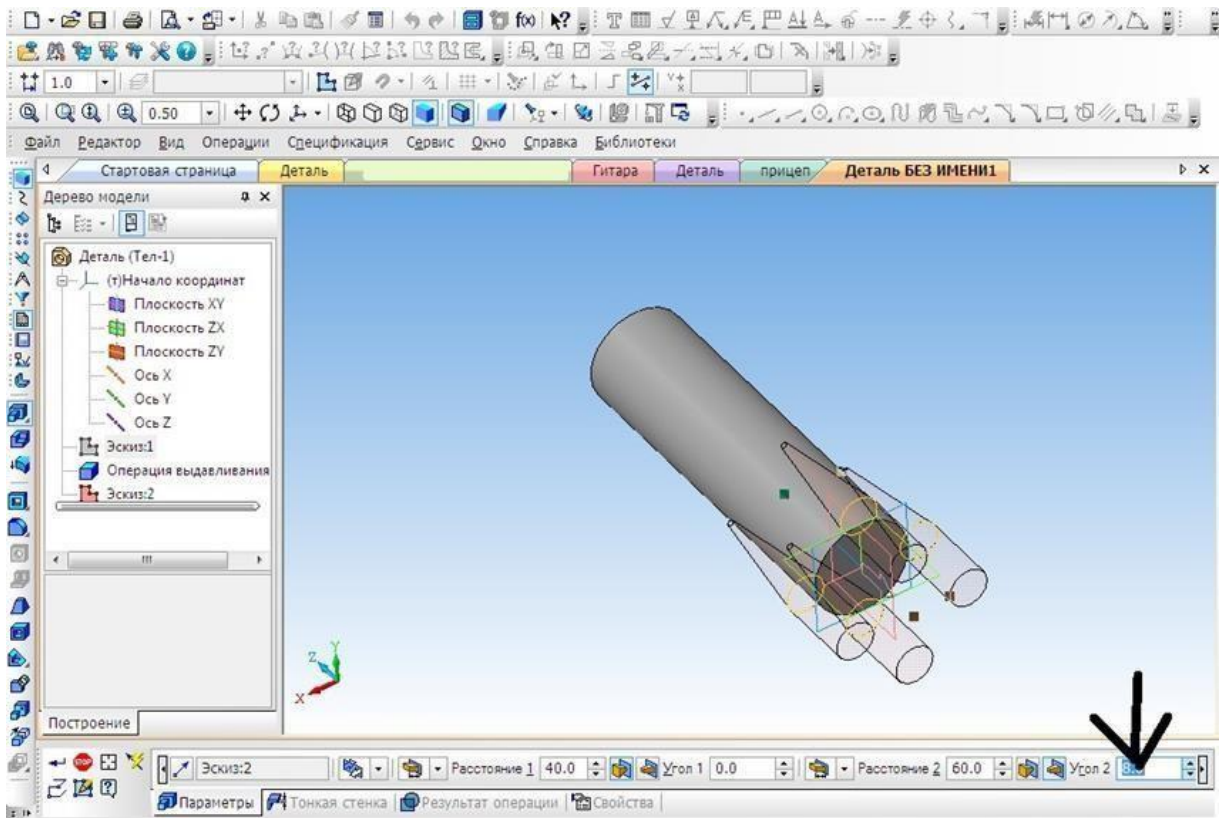 f(x)
1.0
0.50
Файл Редактор Вид Операции Спецификация Сервис Окно Справка Библиотеки
Стартовая страница Деталь Гитара Деталь прицеп Деталь БЕЗ ИМЕНИ1
Дерево модели
Деталь (Тел-1)
(т)Начало координат
Плоскость XY
Плоскость ZX
Плоскость ZY
Ось X
Ось Y
Ось Z
Эскиз:1
Операция выдавливания
Эскиз:2
Z Y
X
Построение
Эскиз:2 Расстояние 1 40.0 Угол 1 0.0 Расстояние 2 60.0 Угол 2
STOP
Параметры Тонкая стенка Результат операции Свойства